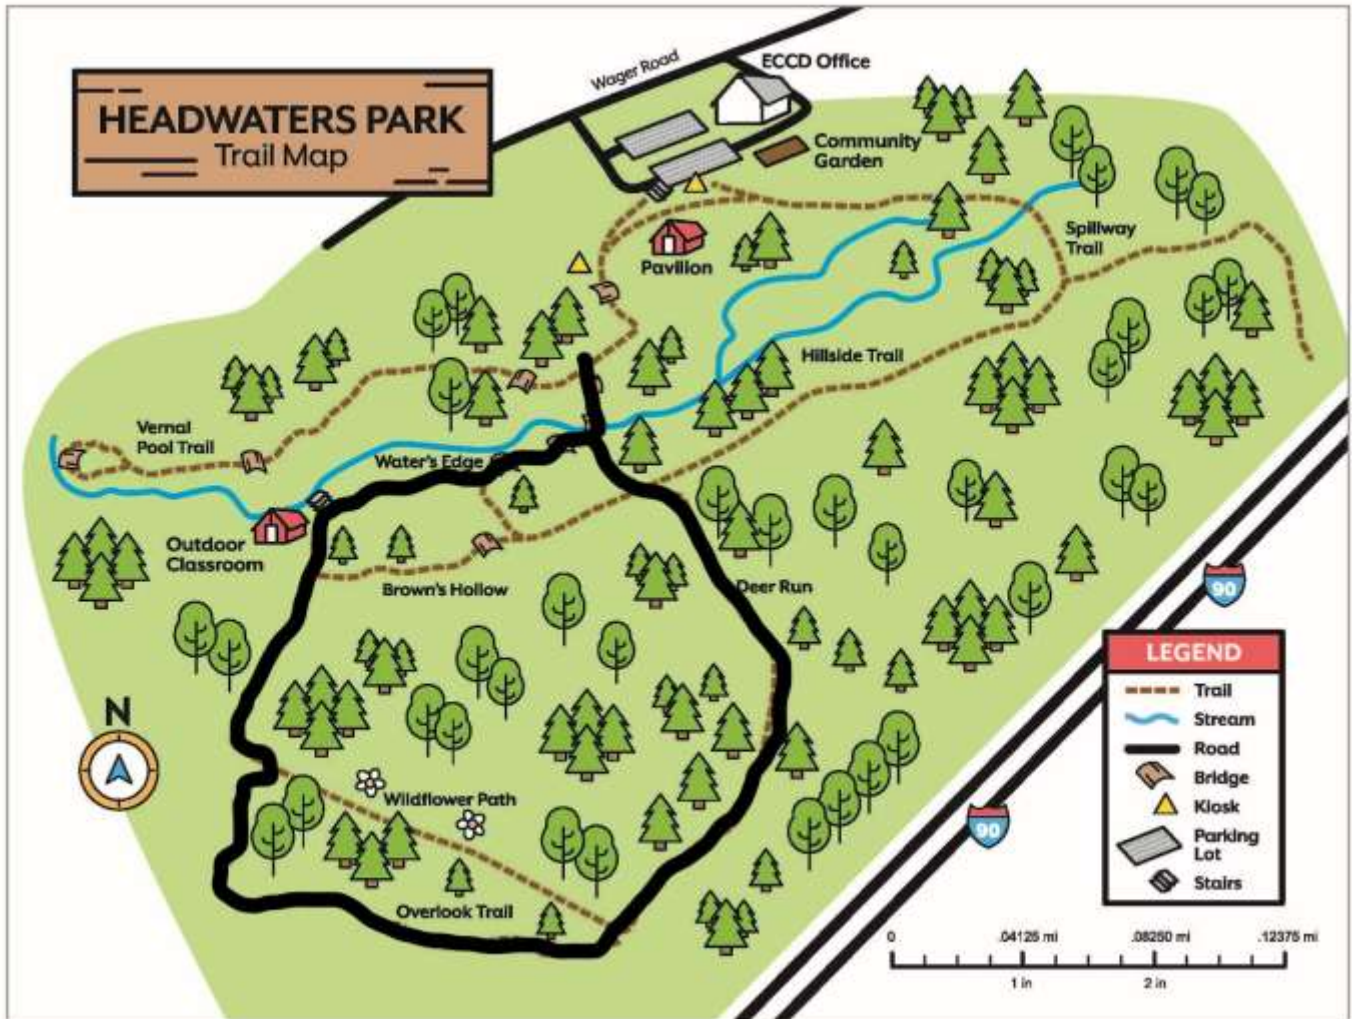 Wager Road
ECCD Office
HEADWATERS PARK
Trail Map
Community
Garden
Spillway
Trail
Pavilion
Hillside Trail
Vernal
Pool Trail
Water's Edge
Outdoor
Classroom
Brown's Hollow
Deer Run
90
LEGEND
Trail
Stream
Road
Bridge
Kiosk
Parking
Lot
Stairs
N
Wildflower Path
90
Overlook Trail
0 .04125 mi .08250 mi .12375 mi
1 in 2 in